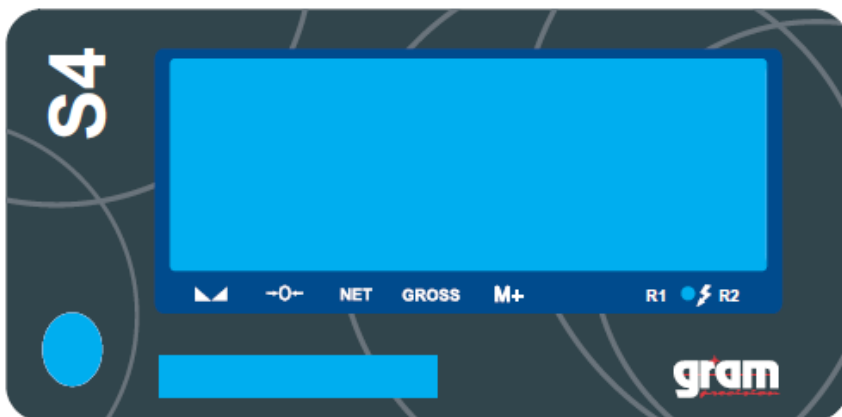 S4
→0← NET GROSS M+ R1 R2
gram
precision